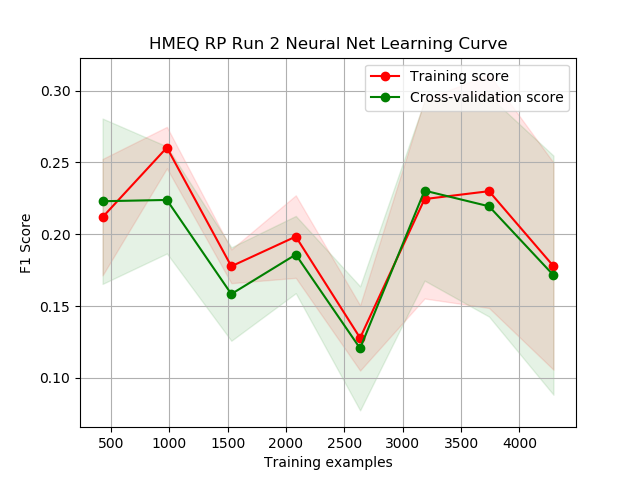 HMEQ RP Run 2 Neural Net Learning Curve
Training score
Cross-validation score
F1 Score
0.30
0.25
0.20
0.15
0.10
500 1000 1500 2000 2500 3000 3500 4000
Training examples